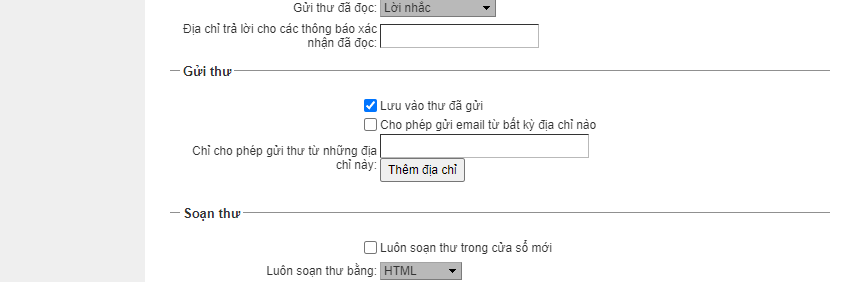 Gửi thư đã đọc: Lời nhắc
Địa chỉ trả lời cho các thông báo xác
nhận đã đọc:
Gửi thư
Lưu vào thư đã gửi
Cho phép gửi email từ bất kỳ địa chỉ nào
Chỉ cho phép gửi thư từ những địa
chỉ này:
Thêm địa chỉ
Soạn thư
Luôn soạn thư trong cửa sổ mới
Luôn soạn thư bằng: HTML